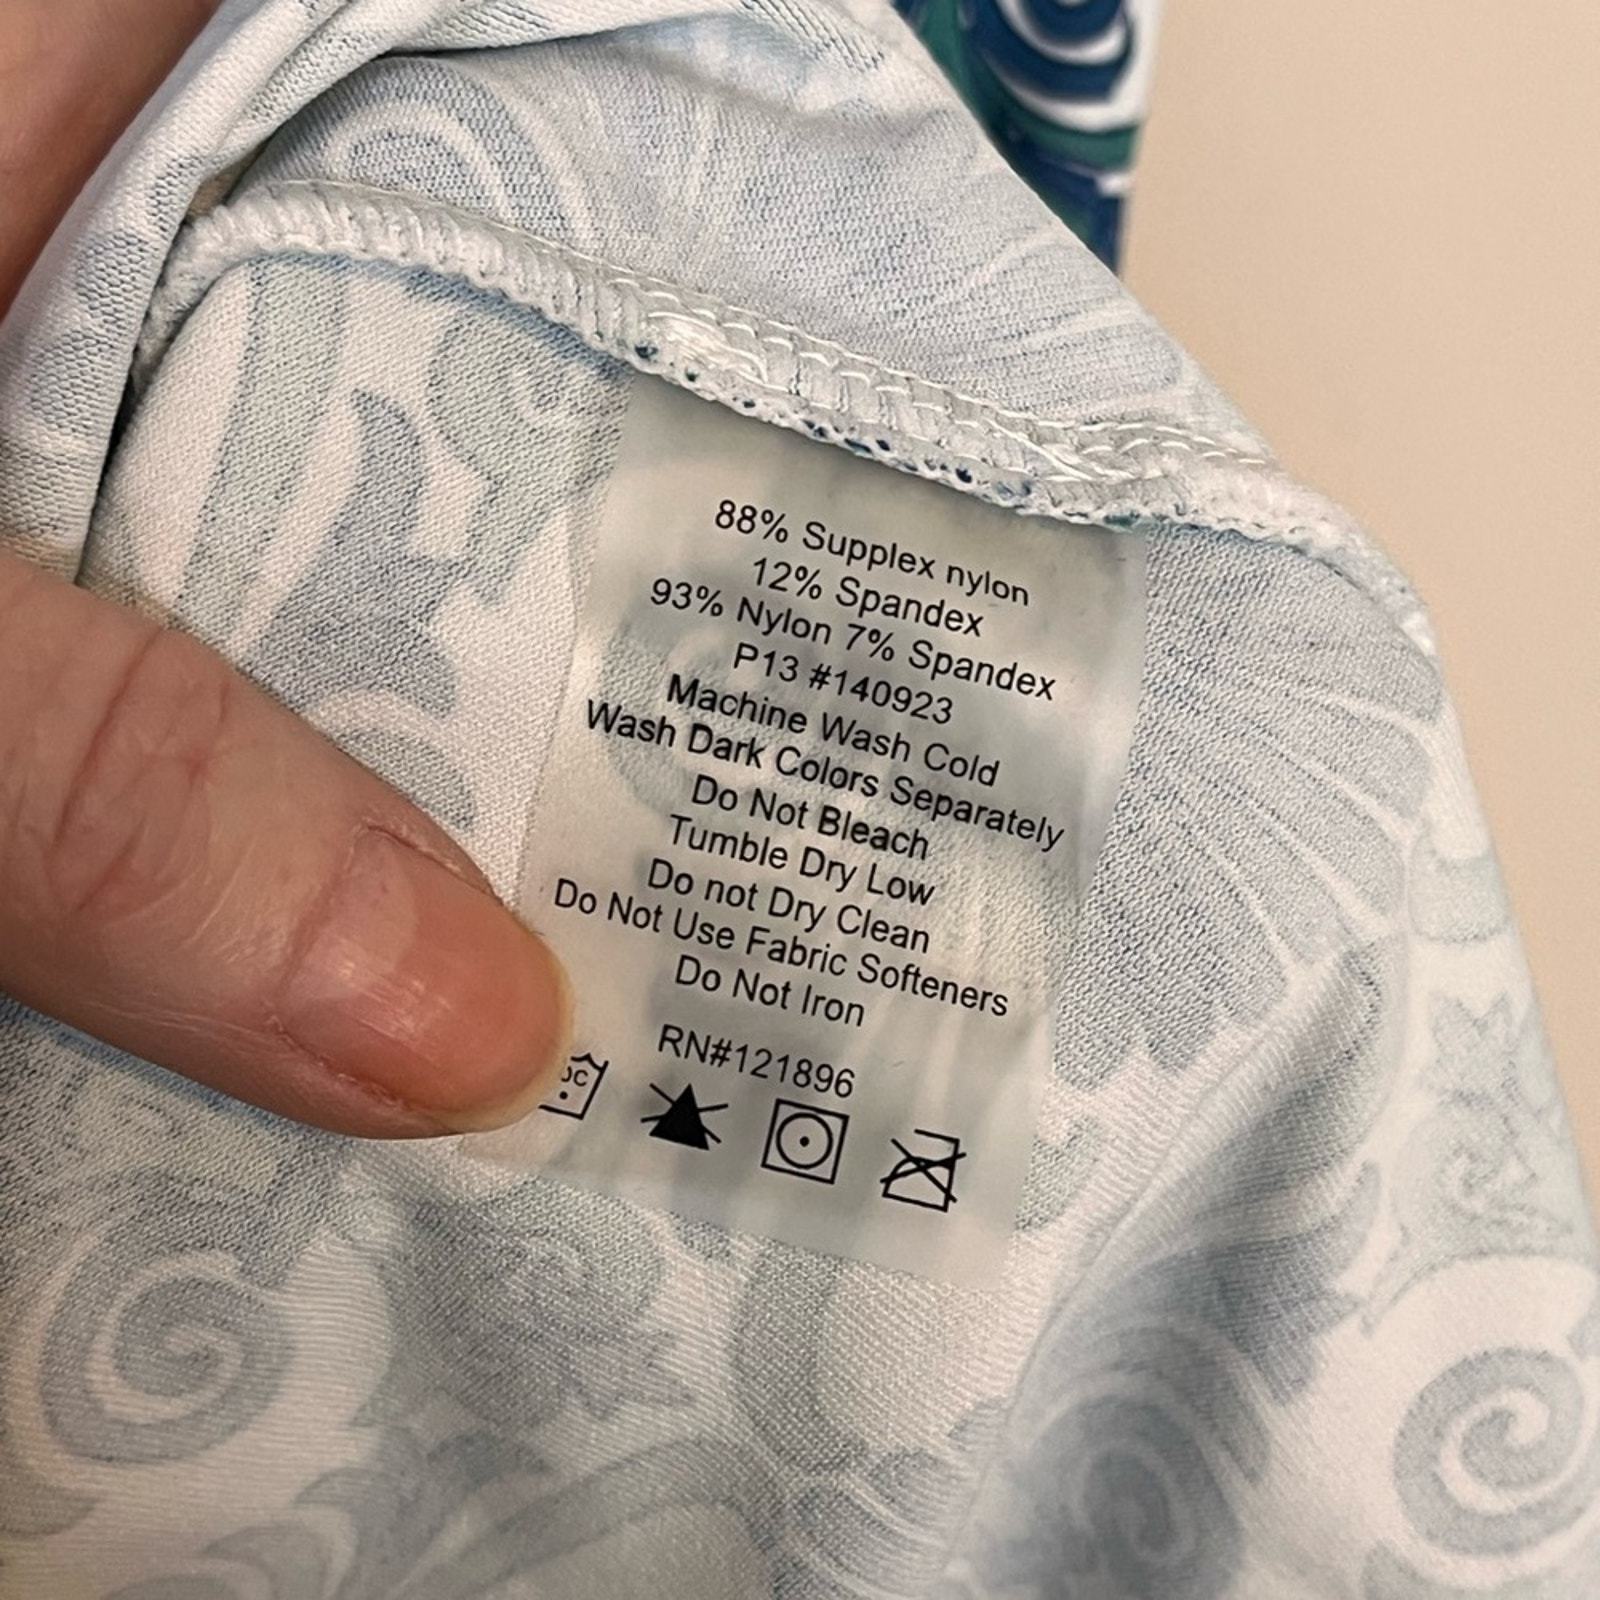 88% Supplex nylon
12% Spandex
93% Nylon 7% Spandex
P13 #140923
Machine Wash Cold
Wash Dark Colors Separately
Do Not Bleach
Tumble Dry Low
Do not Dry Clean
Do Not Use Fabric Softeners
Do Not Iron
RN#121896